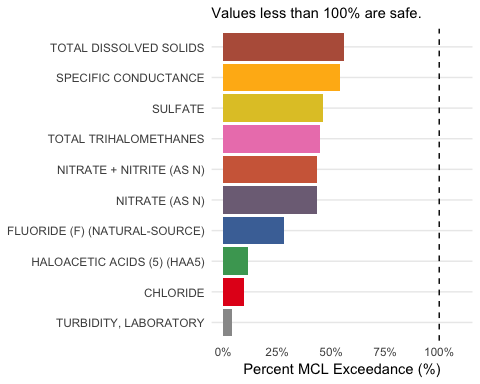 Values less than 100% are safe.
TOTAL DISSOLVED SOLIDS
SPECIFIC CONDUCTANCE
SULFATE
TOTAL TRIHALOMETHANES
NITRATE + NITRITE (AS N)
NITRATE (AS N)
FLUORIDE (F) (NATURAL-SOURCE)
HALOACETIC ACIDS (5) (HAA5)
CHLORIDE
TURBIDITY, LABORATORY
0% 25% 50% 75% 100%
Percent MCL Exceedance (%)